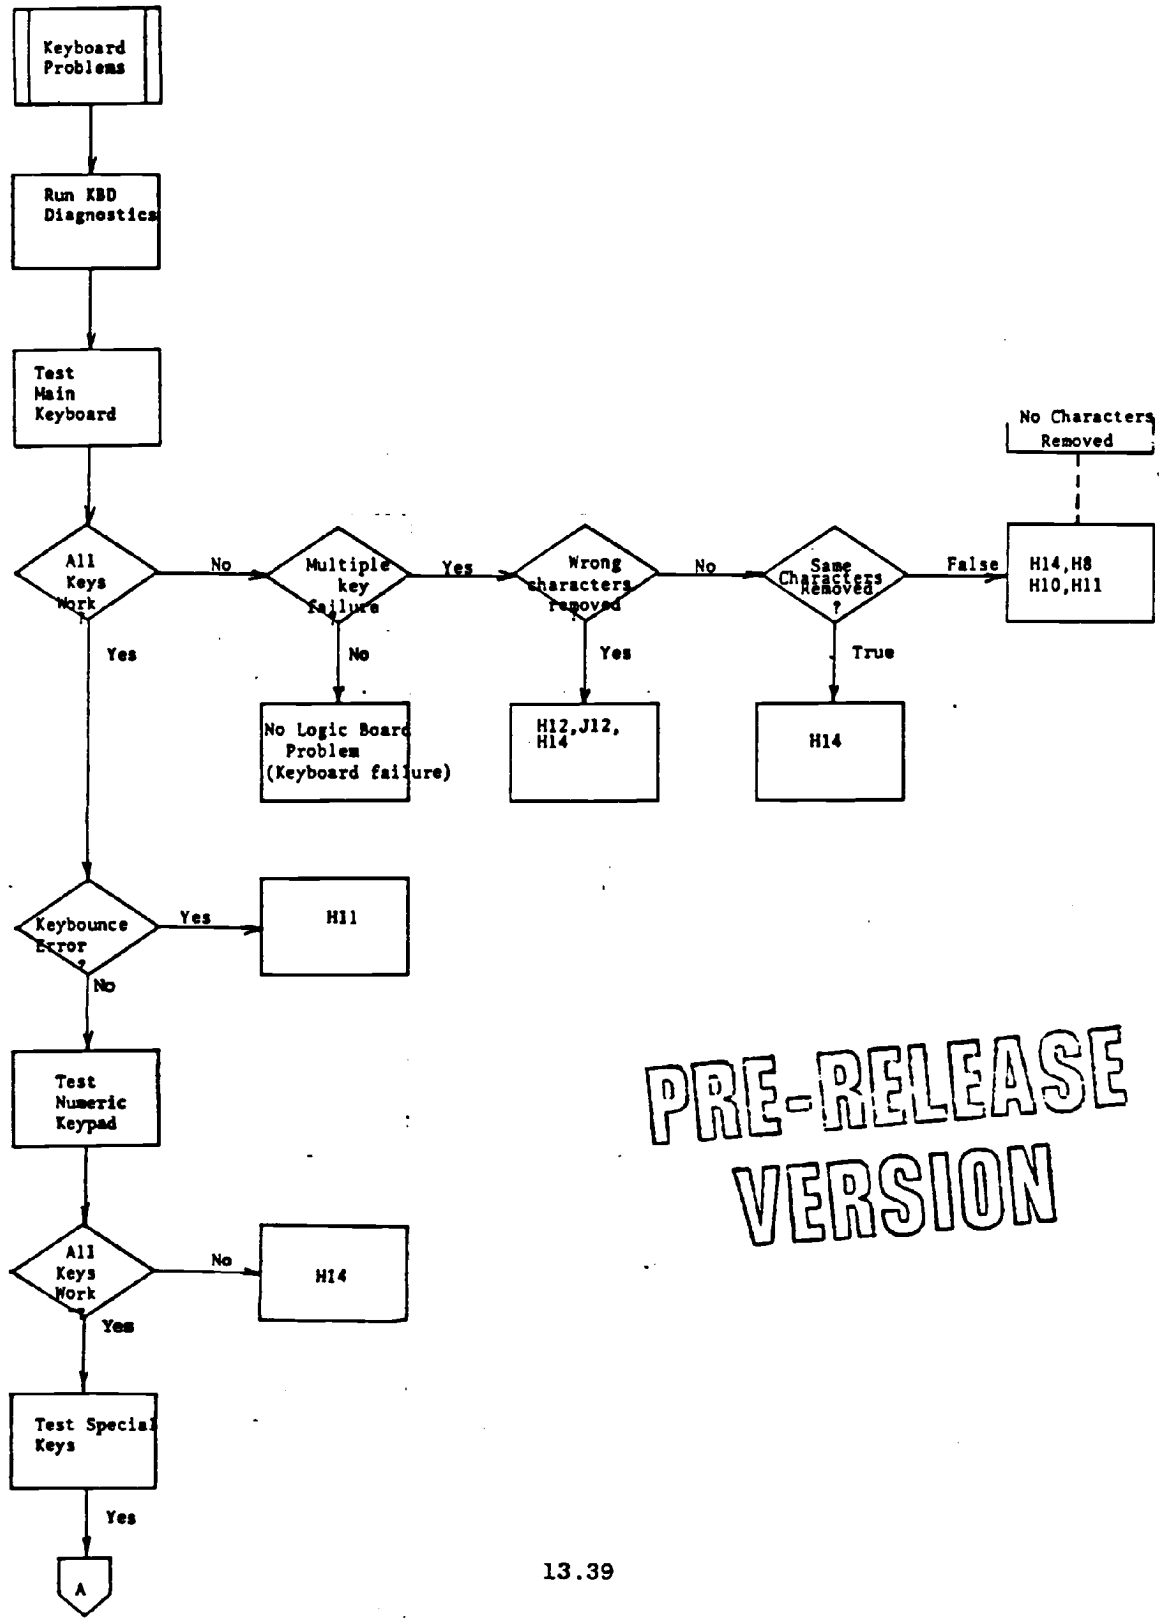 Keyboard
Problems
Run KBD
Diagnostics
Test
Main
Keyboard
No Characters
Removed
All
Keys
Work
?
No
Multiple
key
failure
?
Yes
Wrong
characters
removed
?
No
Same
Characters
Removed
?
False
H14,H8
H10,H11
Yes
No
Yes
True
No Logic Board
Problem
(Keyboard failure)
H12,J12,
H14
H14
Keybounce
Error
?
Yes
H11
No
Test
Numeric
Keypad
PRE-RELEASE
VERSION
All
Keys
Work
?
No
H14
Yes
Test Special
Keys
Yes
A
13.39